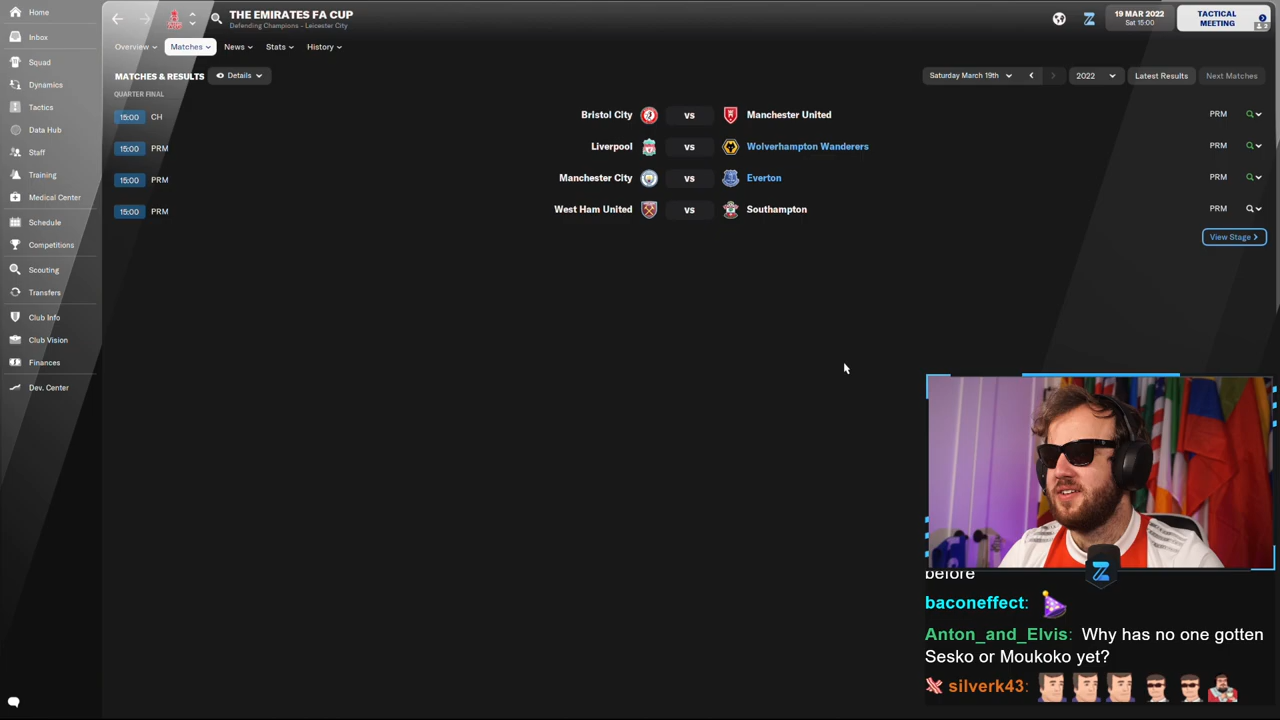 Home
Inbox
Squad
Dynamics
Tactics
Data Hub
Staff
Training
Medical Center
Schedule
Competitions
Scouting
Transfers
Club Info
Club Vision
Finances
Dev. Center
THE EMIRATES FA CUP
Defending Champions - Leicester City
19 MAR 2022
Sat 15:00
TACTICAL
MEETING
Overview
Matches
News
Stats
History
MATCHES & RESULTS
Details
Saturday March 19th
2022
Latest Results
Next Matches
QUARTER FINAL
15:00 CH Bristol City vs Manchester United PRM
15:00 PRM Liverpool vs Wolverhampton Wanderers PRM
15:00 PRM Manchester City vs Everton PRM
15:00 PRM West Ham United vs Southampton PRM
View Stage
before
baconeffect:
Anton_and_Elvis: Why has no one gotten
Sesko or Moukoko yet?
silverk43: